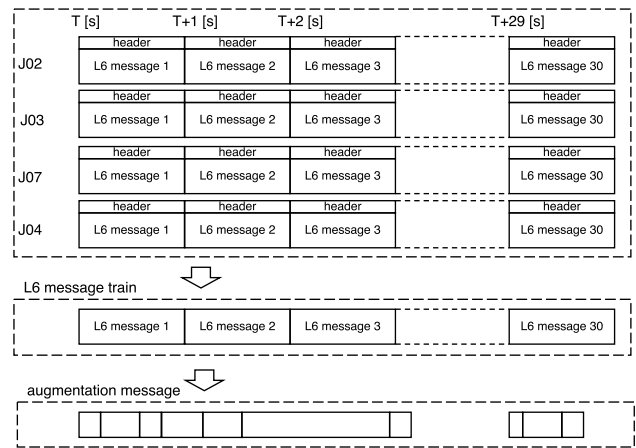 T [s] T+1 [s] T+2 [s] T+29 [s]
header header header header
J02 L6 message 1 L6 message 2 L6 message 3 L6 message 30
header header header header
J03 L6 message 1 L6 message 2 L6 message 3 L6 message 30
header header header header
J07 L6 message 1 L6 message 2 L6 message 3 L6 message 30
header header header header
J04 L6 message 1 L6 message 2 L6 message 3 L6 message 30
L6 message train
L6 message 1 L6 message 2 L6 message 3 L6 message 30
augmentation message